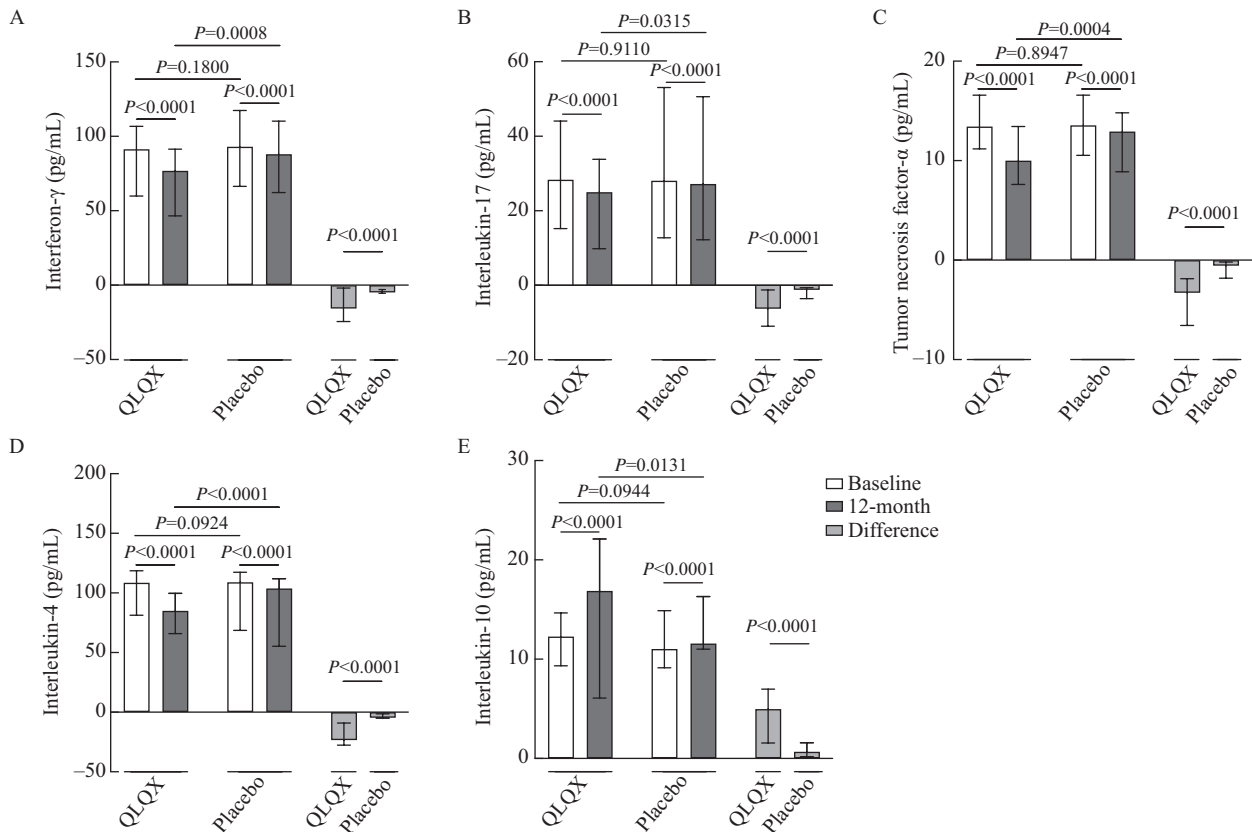 A
P=0.0008
P=0.1800
P<0.0001
P<0.0001
P<0.0001
Interferon-γ (pg/mL)
150
100
50
0
−50
QLQX
Placebo
QLQX
Placebo
B
P=0.0315
P=0.9110
P<0.0001
P<0.0001
P<0.0001
Interleukin-17 (pg/mL)
60
40
20
0
−20
QLQX
Placebo
QLQX
Placebo
C
P=0.0004
P=0.8947
P<0.0001
P<0.0001
P<0.0001
Tumor necrosis factor-α (pg/mL)
20
10
0
−10
QLQX
Placebo
QLQX
Placebo
D
P<0.0001
P=0.0924
P<0.0001
P<0.0001
P<0.0001
Interleukin-4 (pg/mL)
200
150
100
50
0
−50
QLQX
Placebo
QLQX
Placebo
E
P=0.0131
P=0.0944
P<0.0001
P<0.0001
P<0.0001
Interleukin-10 (pg/mL)
30
20
10
0
QLQX
Placebo
QLQX
Placebo
Baseline
12-month
Difference